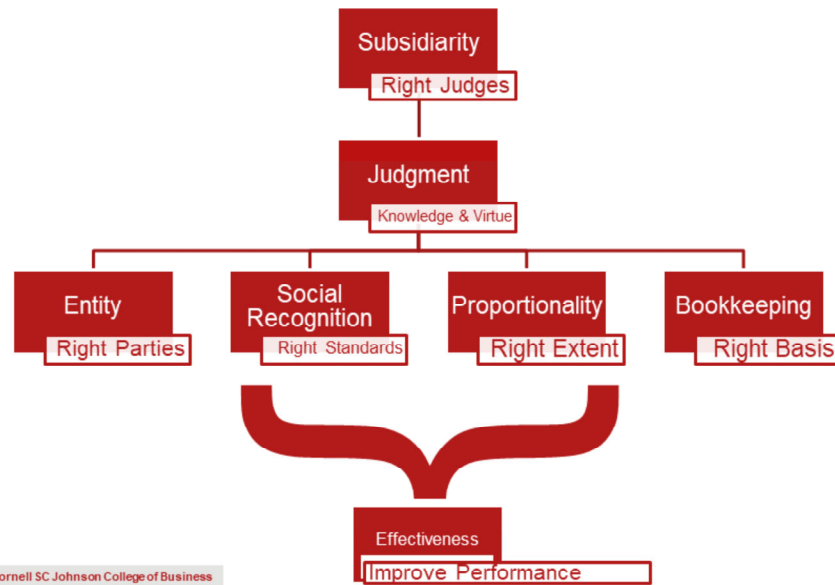 Subsidiarity
Right Judges
Judgment
Knowledge & Virtue
Entity
Right Parties
Social
Recognition
Right Standards
Proportionality
Right Extent
Bookkeeping
Right Basis
Effectiveness
Improve Performance
ornell SC Johnson College of Business